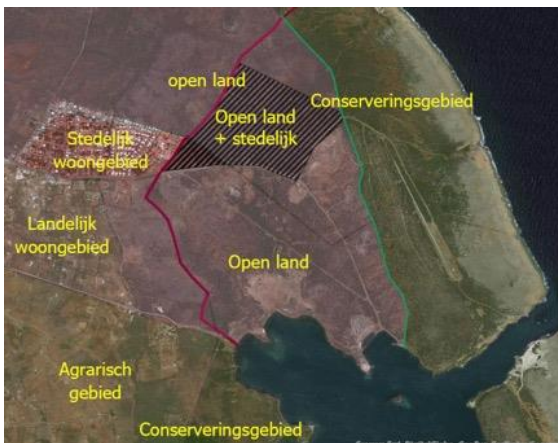 open land
Open land
+ stedelijk
Conserveringsgebied
Stedelijk
woongebied
Landelijk
woongebied
Open land
Agrarisch
gebied
Conserveringsgebied